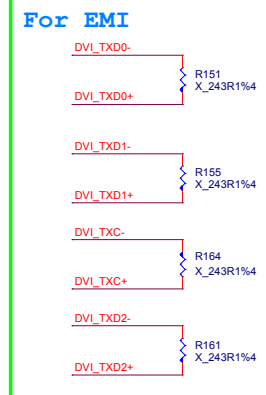 For EMI
DVI_TXD0-
R151
X_243R1%4
DVI_TXD0+
DVI_TXD1-
R155
X_243R1%4
DVI_TXD1+
DVI_TXC-
R164
X_243R1%4
DVI_TXC+
DVI_TXD2-
R161
X_243R1%4
DVI_TXD2+